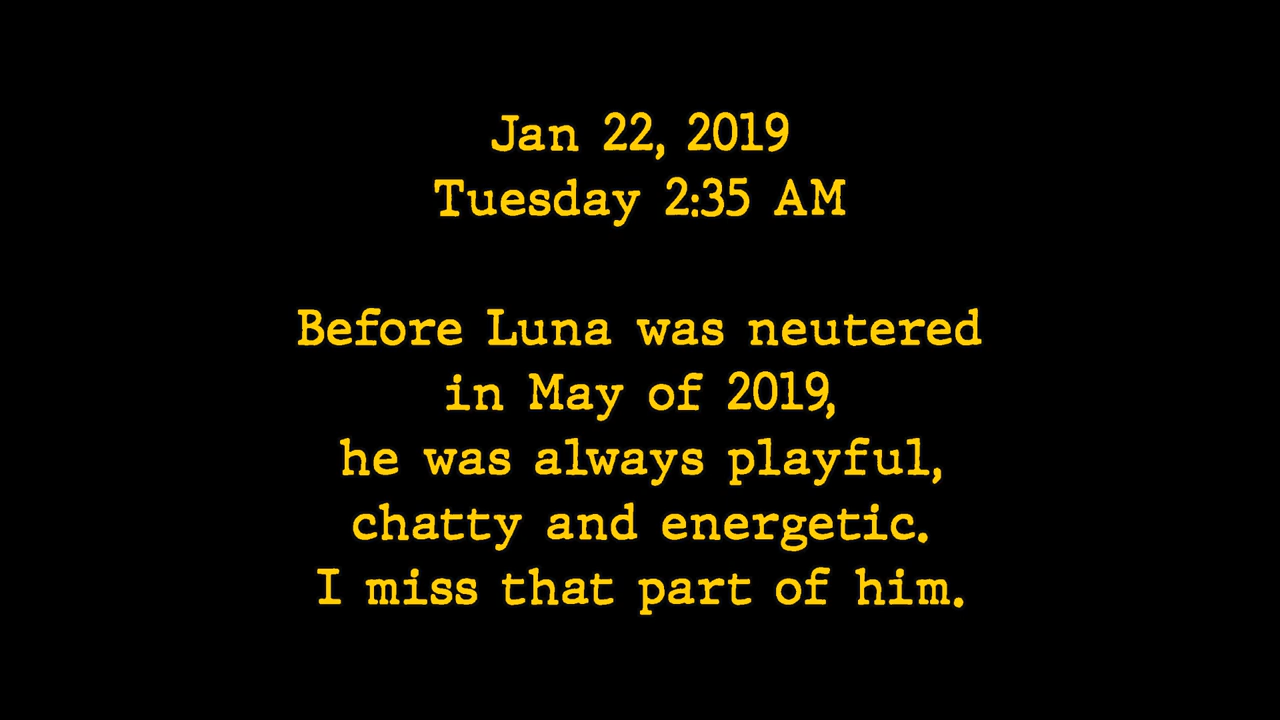 Jan 22, 2019
Tuesday 2:35 AM
Before Luna was neutered
in May of 2019,
he was always playful,
chatty and energetic.
I miss that part of him.